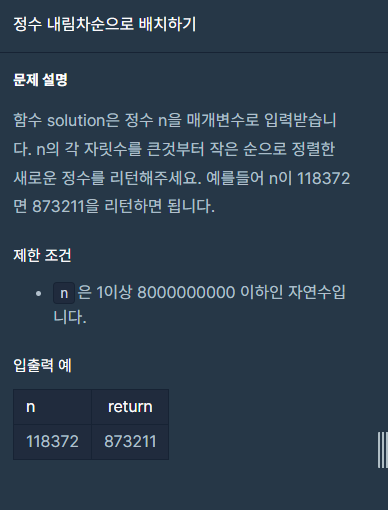 정수 내림차순으로 배치하기
문제 설명
함수 solution은 정수 n을 매개변수로 입력받습니
다. n의 각 자릿수를 큰것부터 작은 순으로 정렬한
새로운 정수를 리턴해주세요. 예를들어 n이 118372
면 873211을 리턴하면 됩니다.
제한 조건
• n은 1이상 8000000000 이하인 자연수입
니다.
입출력 예
n return
118372 873211